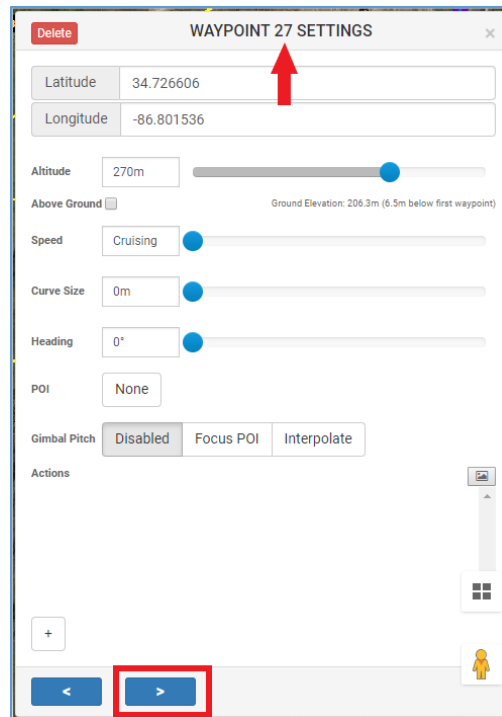 Delete
WAYPOINT 27 SETTINGS
×
Latitude 34.726606
Longitude -86.801536
Altitude 270m
Above Ground Ground Elevation: 206.3m (6.5m below first waypoint)
Speed Cruising
Curve Size 0m
Heading 0°
POI None
Gimbal Pitch Disabled Focus POI Interpolate
Actions
+
< >